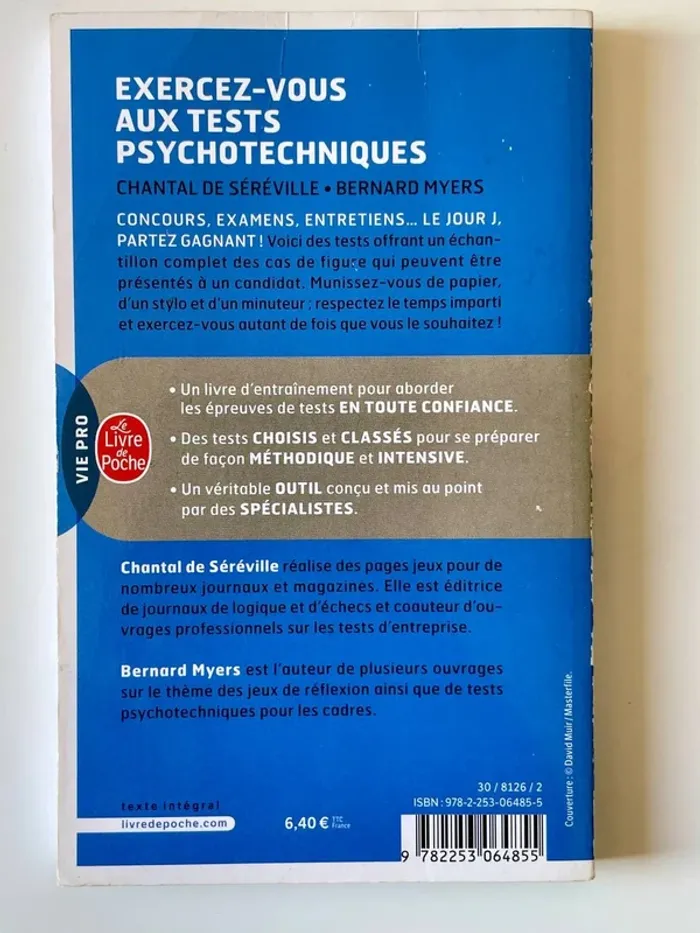 EXERCEZ-VOUS
AUX TESTS
PSYCHOTECHNIQUES
CHANTAL DE SÉRÉVILLE • BERNARD MYERS
CONCOURS, EXAMENS, ENTRETIENS... LE JOUR J,
PARTEZ GAGNANT ! Voici des tests offrant un échan-
tillon complet des cas de figure qui peuvent être
présentés à un candidat. Munissez-vous de papier,
d'un stylo et d'un minuteur ; respectez le temps imparti
et exercez-vous autant de fois que vous le souhaitez !
• Un livre d'entraînement pour aborder
les épreuves de tests EN TOUTE CONFIANCE.
• Des tests CHOISIS et CLASSÉS pour se préparer
de façon MÉTHODIQUE et INTENSIVE.
• Un véritable OUTIL conçu et mis au point
par des SPÉCIALISTES.
VIE PRO
Le
Livre
de
Poche
Chantal de Séréville réalise des pages jeux pour de
nombreux journaux et magazines. Elle est éditrice
de journaux de logique et d'échecs et coauteur d'ou-
vrages professionnels sur les tests d'entreprise.
Bernard Myers est l'auteur de plusieurs ouvrages
sur le thème des jeux de réflexion ainsi que de tests
psychotechniques pour les cadres.
Couverture : © David Muir / Masterfile.
30 / 8126 / 2
ISBN : 978-2-253-06485-5
texte intégral
livredepoche.com
6,40 € TTC
France
9 782253 064855